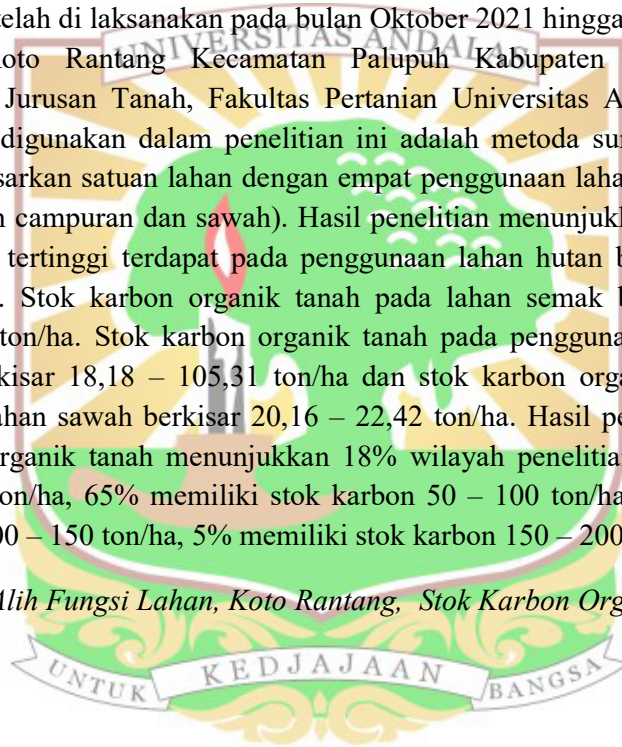 telah di laksanakan pada bulan Oktober 2021 hingga
UNIVERSITAS ANDALAS
oto Rantang Kecamatan Palupuh Kabupaten
Jurusan Tanah, Fakultas Pertanian Universitas A
digunakan dalam penelitian ini adalah metoda sur
sarkan satuan lahan dengan empat penggunaan laha
n campuran dan sawah). Hasil penelitian menunjukk
tertinggi terdapat pada penggunaan lahan hutan b
. Stok karbon organik tanah pada lahan semak b
ton/ha. Stok karbon organik tanah pada pengguna
kisar 18,18 – 105,31 ton/ha dan stok karbon orga
ahan sawah berkisar 20,16 – 22,42 ton/ha. Hasil pe
rganik tanah menunjukkan 18% wilayah penelitian
ton/ha, 65% memiliki stok karbon 50 – 100 ton/ha
00 – 150 ton/ha, 5% memiliki stok karbon 150 – 200
Alih Fungsi Lahan, Koto Rantang, Stok Karbon Org
UNTUK KEDJAJAAN BANGSA